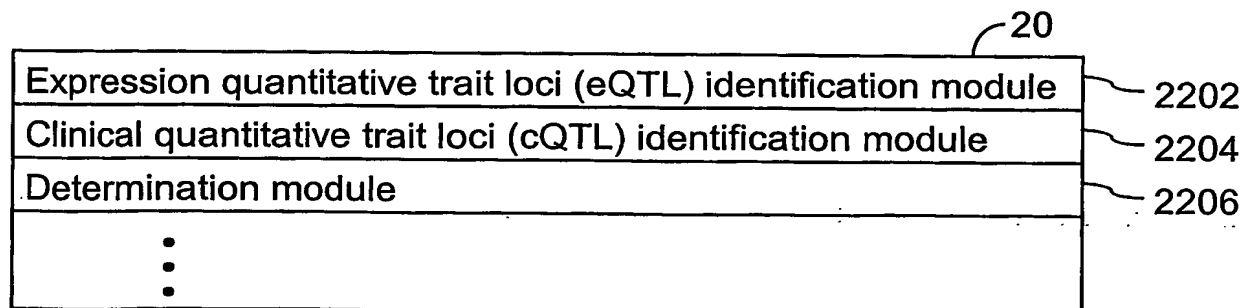 20
Expression quantitative trait loci (eQTL) identification module 2202
Clinical quantitative trait loci (cQTL) identification module 2204
Determination module 2206